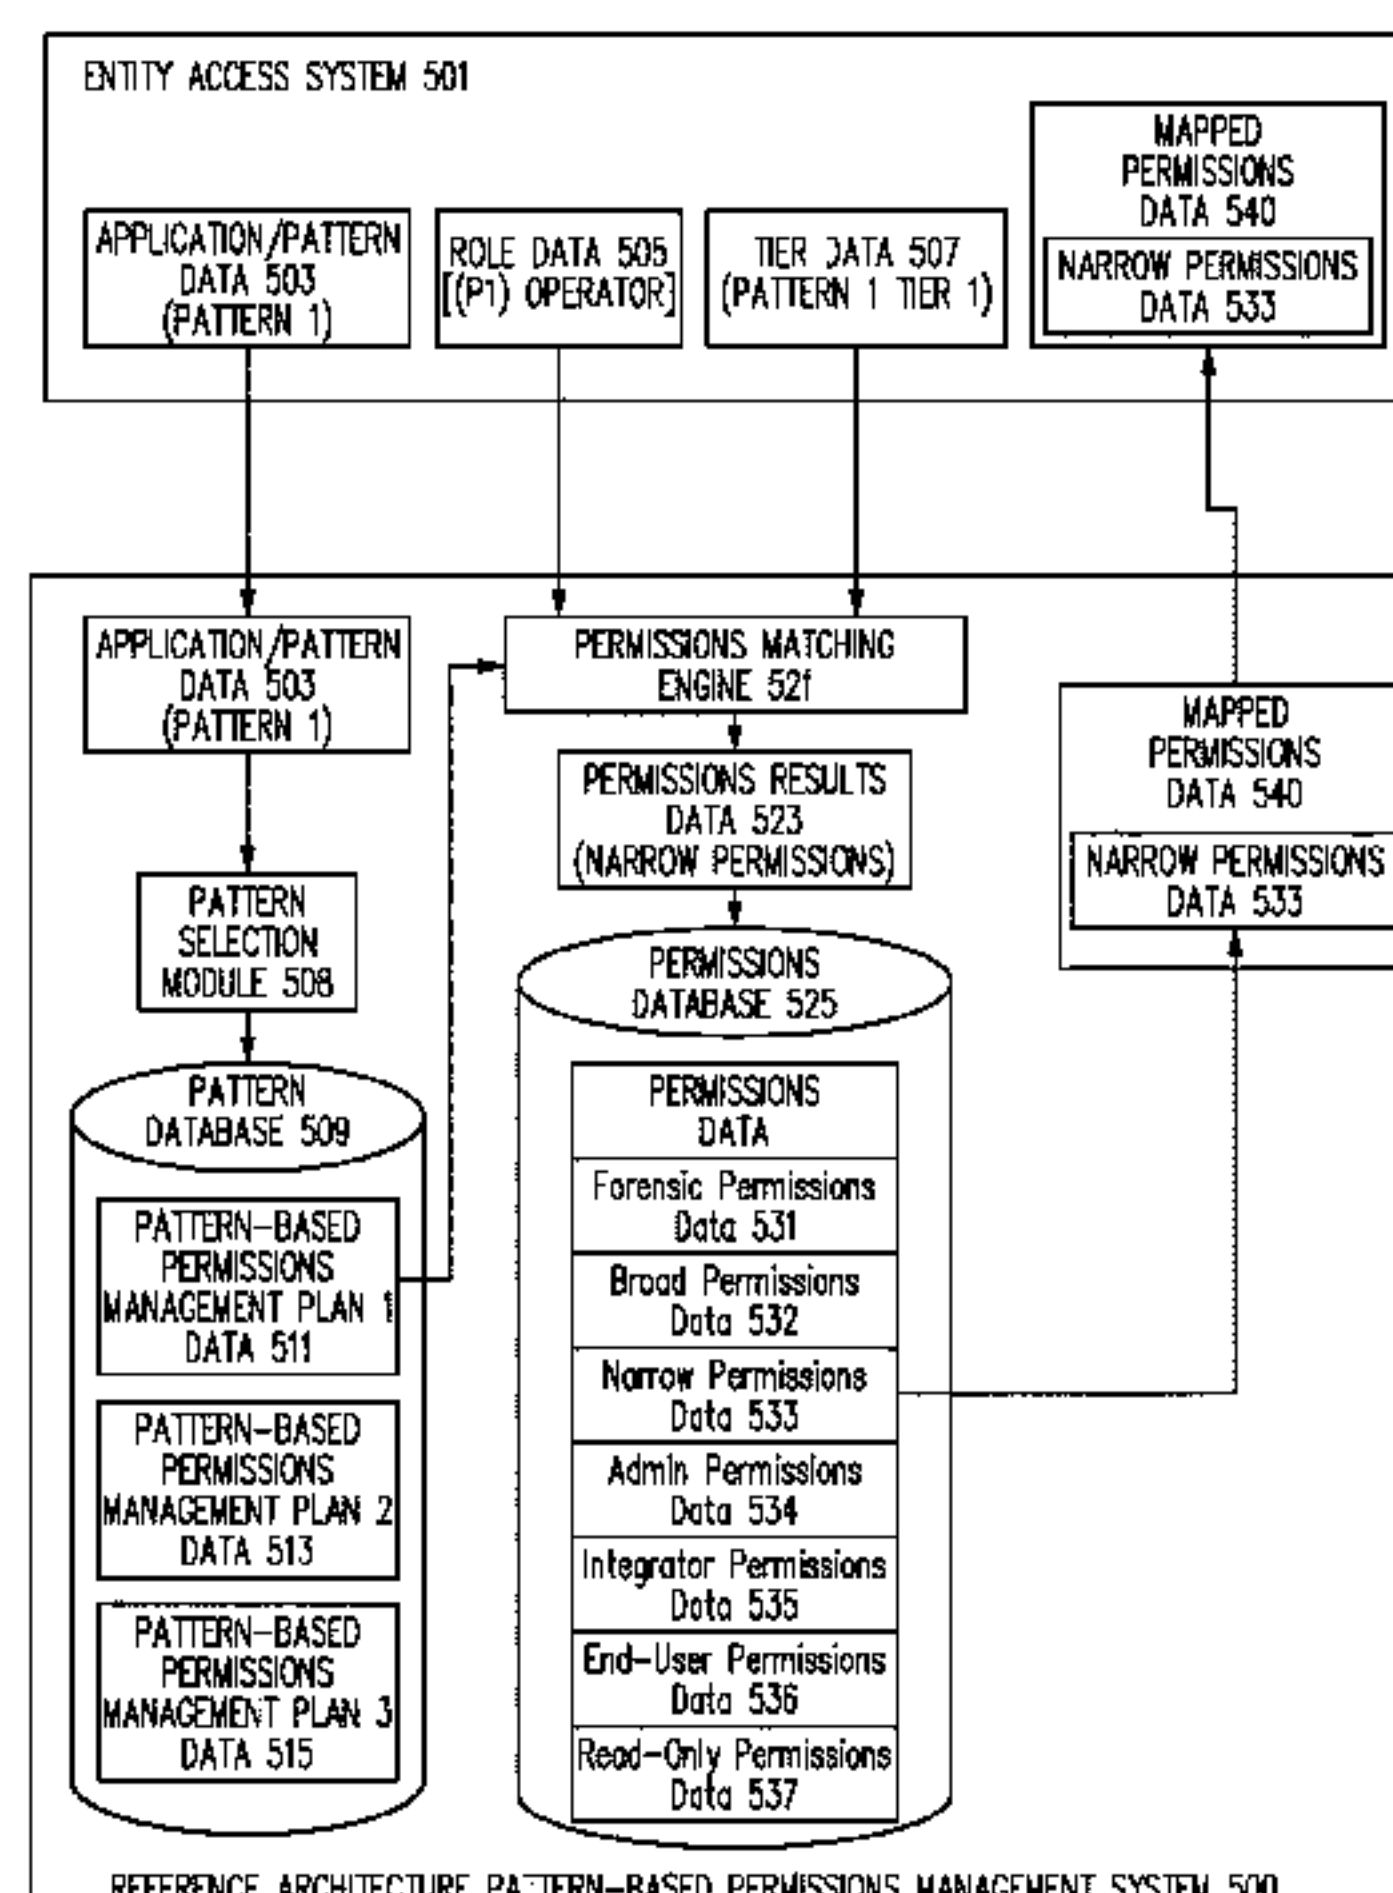 ENTITY ACCESS SYSTEM 501
APPLICATION/PATTERN
DATA 503
(PATTERN 1)
ROLE DATA 505
[(P1) OPERATOR]
TIER DATA 507
(PATTERN 1 TIER 1)
MAPPED
PERMISSIONS
DATA 540
NARROW PERMISSIONS
DATA 533
APPLICATION/PATTERN
DATA 503
(PATTERN 1)
PATTERN
SELECTION
MODULE 508
PATTERN
DATABASE 509
PATTERN-BASED
PERMISSIONS
MANAGEMENT PLAN 1
DATA 511
PATTERN-BASED
PERMISSIONS
MANAGEMENT PLAN 2
DATA 513
PATTERN-BASED
PERMISSIONS
MANAGEMENT PLAN 3
DATA 515
PERMISSIONS MATCHING
ENGINE 521
PERMISSIONS RESULTS
DATA 523
(NARROW PERMISSIONS)
PERMISSIONS
DATABASE 525
PERMISSIONS
DATA
Forensic Permissions
Data 531
Broad Permissions
Data 532
Narrow Permissions
Data 533
Admin Permissions
Data 534
Integrator Permissions
Data 535
End-User Permissions
Data 536
Read-Only Permissions
Data 537
MAPPED
PERMISSIONS
DATA 540
NARROW PERMISSIONS
DATA 533
REFERENCE ARCHITECTURE PATTERN-BASED PERMISSIONS MANAGEMENT SYSTEM 500